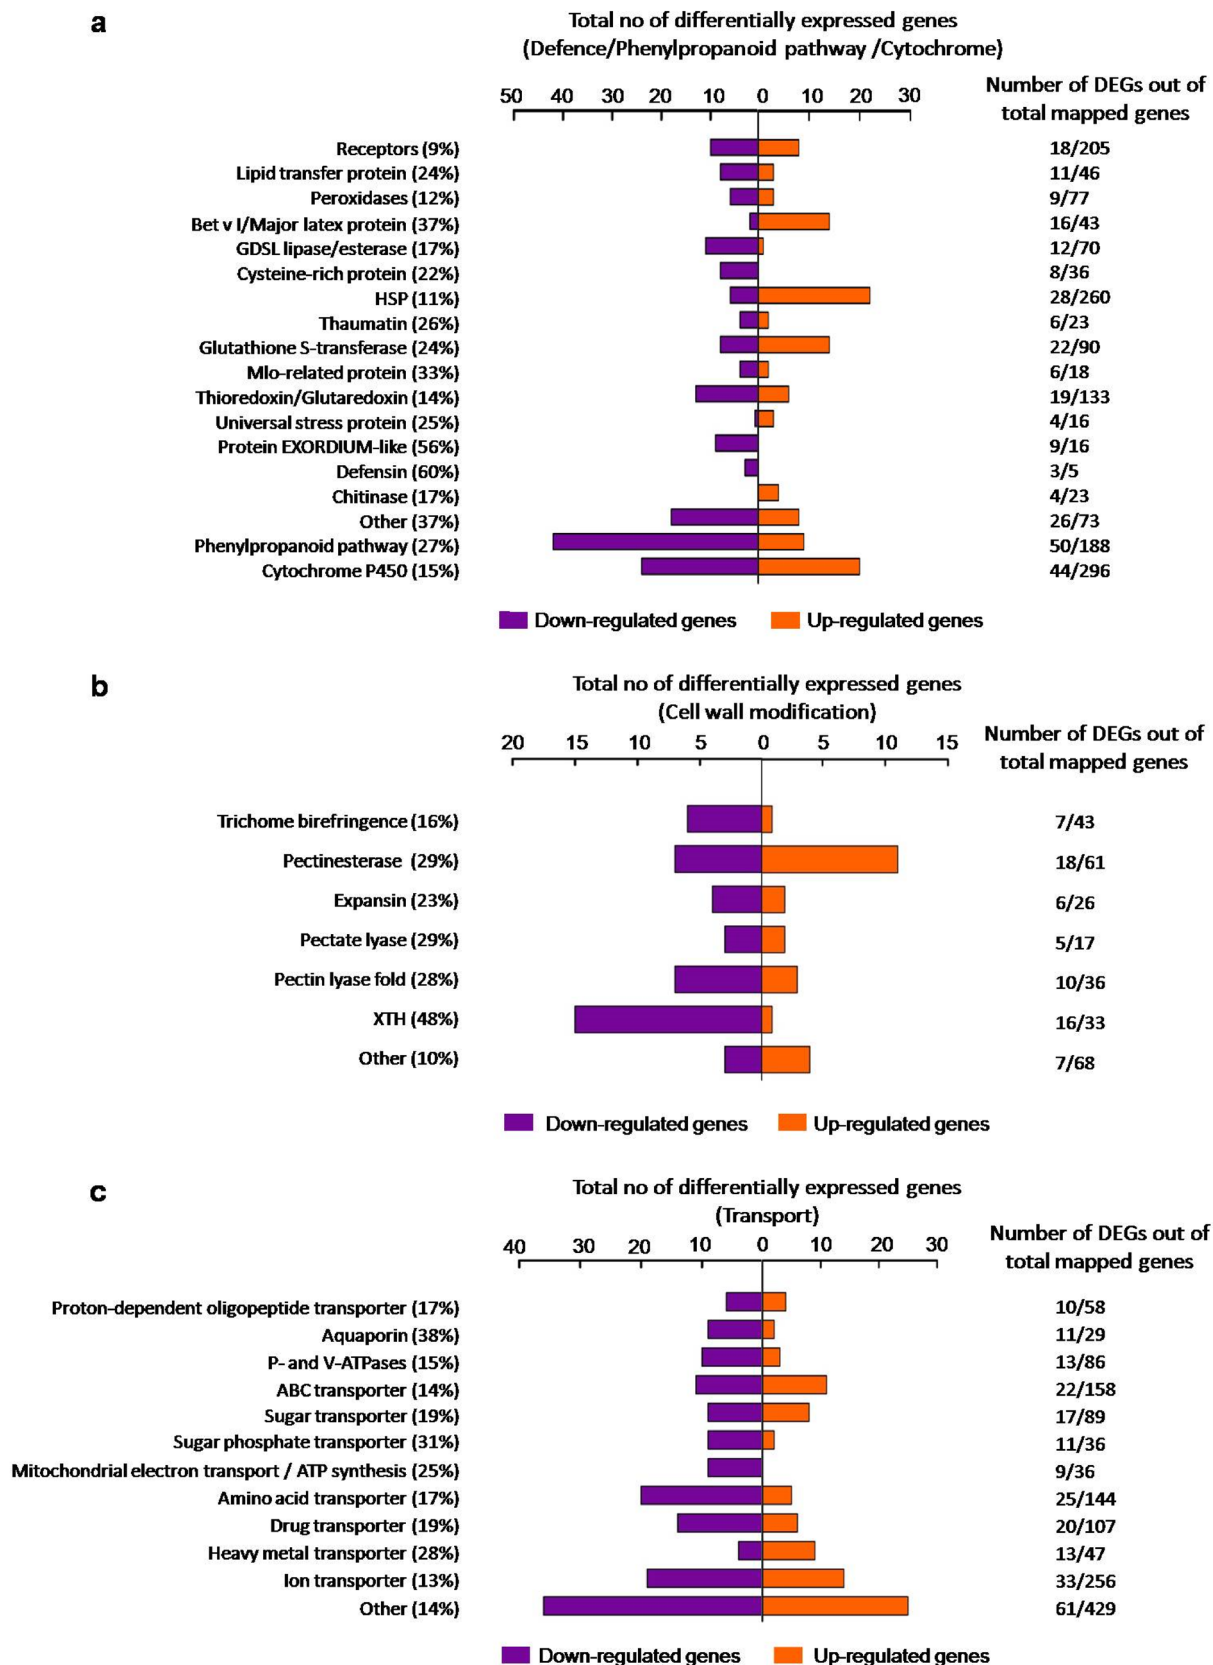 a
Total no of differentially expressed genes
(Defence/Phenylpropanoid pathway /Cytochrome)
Number of DEGs out of
total mapped genes
50 40 30 20 10 0 10 20 30
Receptors (9%) 18/205
Lipid transfer protein (24%) 11/46
Peroxidases (12%) 9/77
Bet v I/Major latex protein (37%) 16/43
GDSL lipase/esterase (17%) 12/70
Cysteine-rich protein (22%) 8/36
HSP (11%) 28/260
Thaumatin (26%) 6/23
Glutathione S-transferase (24%) 22/90
Mlo-related protein (33%) 6/18
Thioredoxin/Glutaredoxin (14%) 19/133
Universal stress protein (25%) 4/16
Protein EXORDIUM-like (56%) 9/16
Defensin (60%) 3/5
Chitinase (17%) 4/23
Other (37%) 26/73
Phenylpropanoid pathway (27%) 50/188
Cytochrome P450 (15%) 44/296
Down-regulated genes Up-regulated genes
b
Total no of differentially expressed genes
(Cell wall modification)
Number of DEGs out of
total mapped genes
20 15 10 5 0 5 10 15
Trichome birefringence (16%) 7/43
Pectinesterase (29%) 18/61
Expansin (23%) 6/26
Pectate lyase (29%) 5/17
Pectin lyase fold (28%) 10/36
XTH (48%) 16/33
Other (10%) 7/68
Down-regulated genes Up-regulated genes
c
Total no of differentially expressed genes
(Transport)
Number of DEGs out of
total mapped genes
40 30 20 10 0 10 20 30
Proton-dependent oligopeptide transporter (17%) 10/58
Aquaporin (38%) 11/29
P- and V-ATPases (15%) 13/86
ABC transporter (14%) 22/158
Sugar transporter (19%) 17/89
Sugar phosphate transporter (31%) 11/36
Mitochondrial electron transport / ATP synthesis (25%) 9/36
Amino acid transporter (17%) 25/144
Drug transporter (19%) 20/107
Heavy metal transporter (28%) 13/47
Ion transporter (13%) 33/256
Other (14%) 61/429
Down-regulated genes Up-regulated genes